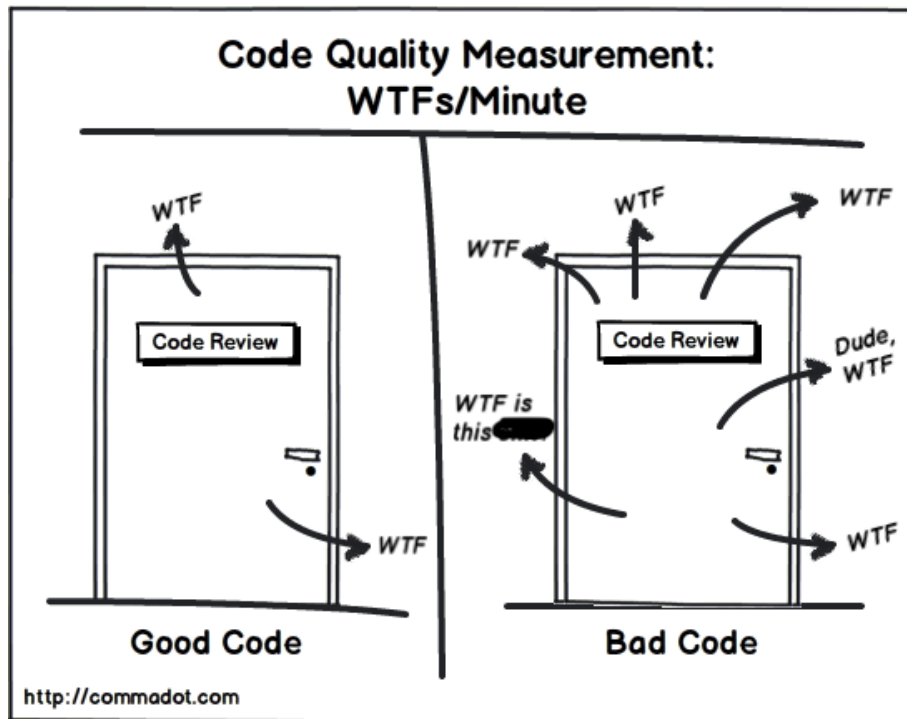 Code Quality Measurement:
WTFs/Minute
WTF
Code Review
WTF
Good Code
WTF
WTF
WTF
Code Review
Dude,
WTF
WTF is
this
WTF
Bad Code
http://commadot.com